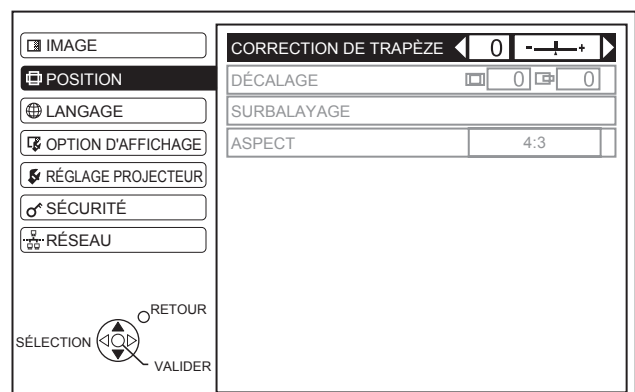 IMAGE
POSITION
LANGAGE
OPTION D'AFFICHAGE
RÉGLAGE PROJECTEUR
SÉCURITÉ
RÉSEAU
RETOUR
SÉLECTION
VALIDER
CORRECTION DE TRAPÈZE 0 - +
DÉCALAGE 0 0
SURBALAYAGE
ASPECT 4:3